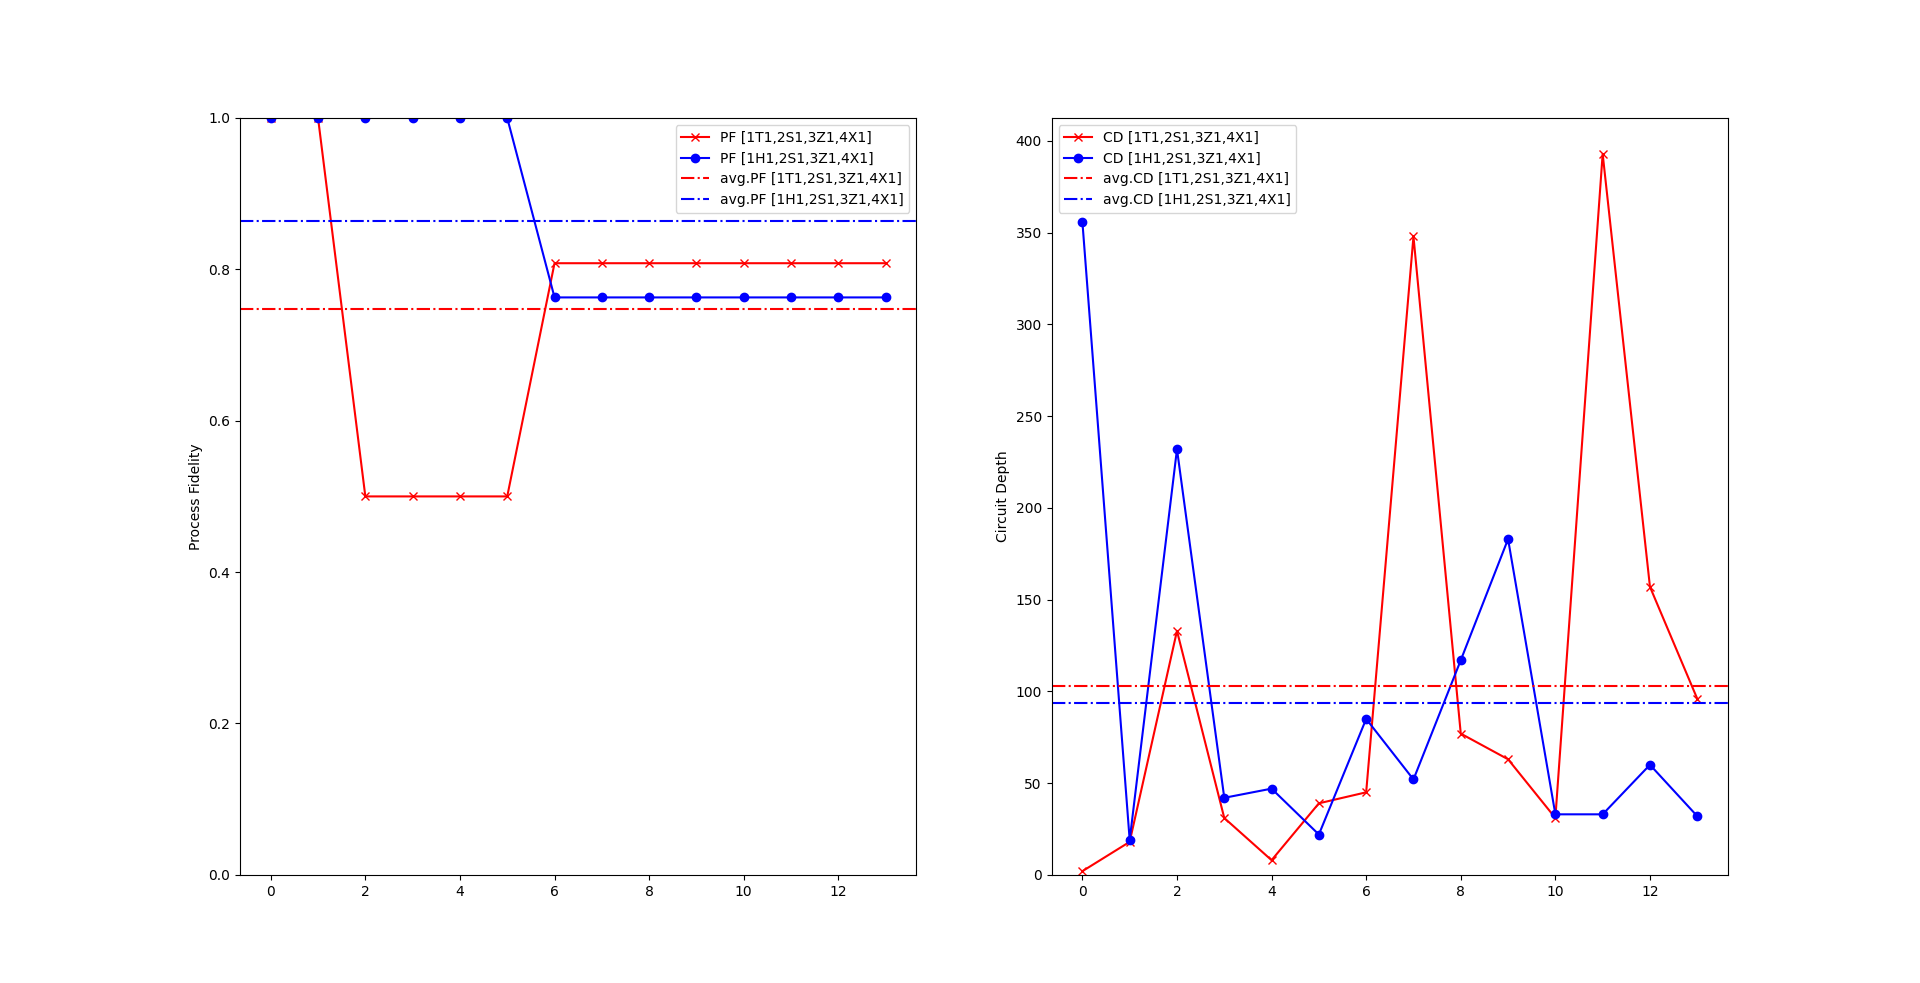 Process Fidelity
1.0
0.8
0.6
0.4
0.2
0.0
0 2 4 6 8 10 12
PF [1T1,2S1,3Z1,4X1]
PF [1H1,2S1,3Z1,4X1]
avg.PF [1T1,2S1,3Z1,4X1]
avg.PF [1H1,2S1,3Z1,4X1]
Circuit Depth
400
350
300
250
200
150
100
50
0
0 2 4 6 8 10 12
CD [1T1,2S1,3Z1,4X1]
CD [1H1,2S1,3Z1,4X1]
avg.CD [1T1,2S1,3Z1,4X1]
avg.CD [1H1,2S1,3Z1,4X1]